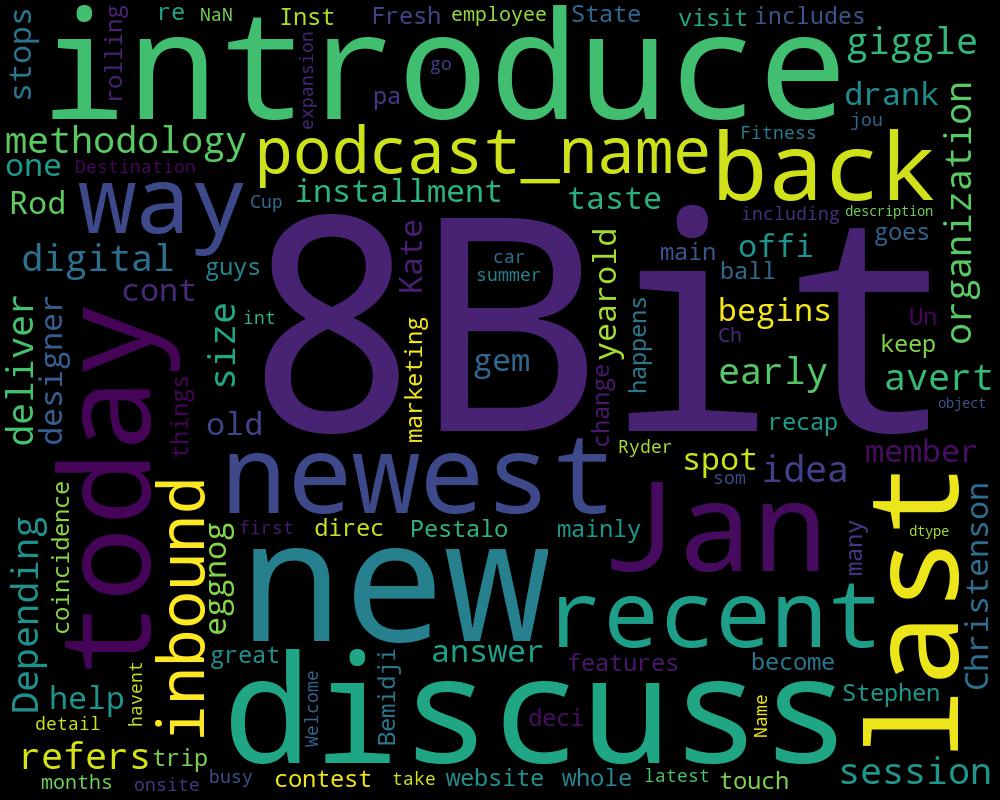 stops
rolling
re
NaN
Inst
Fresh
employee
State
visit
includes
introduce
expansion
go
pa
giggle
drank
jou
methodology
one
Destination
podcast_name
Fitness
back
organization
Rod
way
Cup
installment
taste
including
description
digital
guys
8Bit
Kate
car
summer
yearold
main
offi
ball
goes
cont
size
int
marketing
gem
happens
begins
Ch
Un
keep
deliver
designer
today
things
old
change
early
avert
recap
object
newest
Ryder
spot
som
idea
member
Depending
coincidence
inbound
eggnog
first
direc
Pestalo
mainly
Jan
many
last
dtype
Christenson
new
recent
great
answer
features
become
help
havent
discuss
Welcome
Bemidji
deci
Name
Stephen
detail
refers
trip
months
onsite
busy
contest
take
website
whole
latest
touch
session